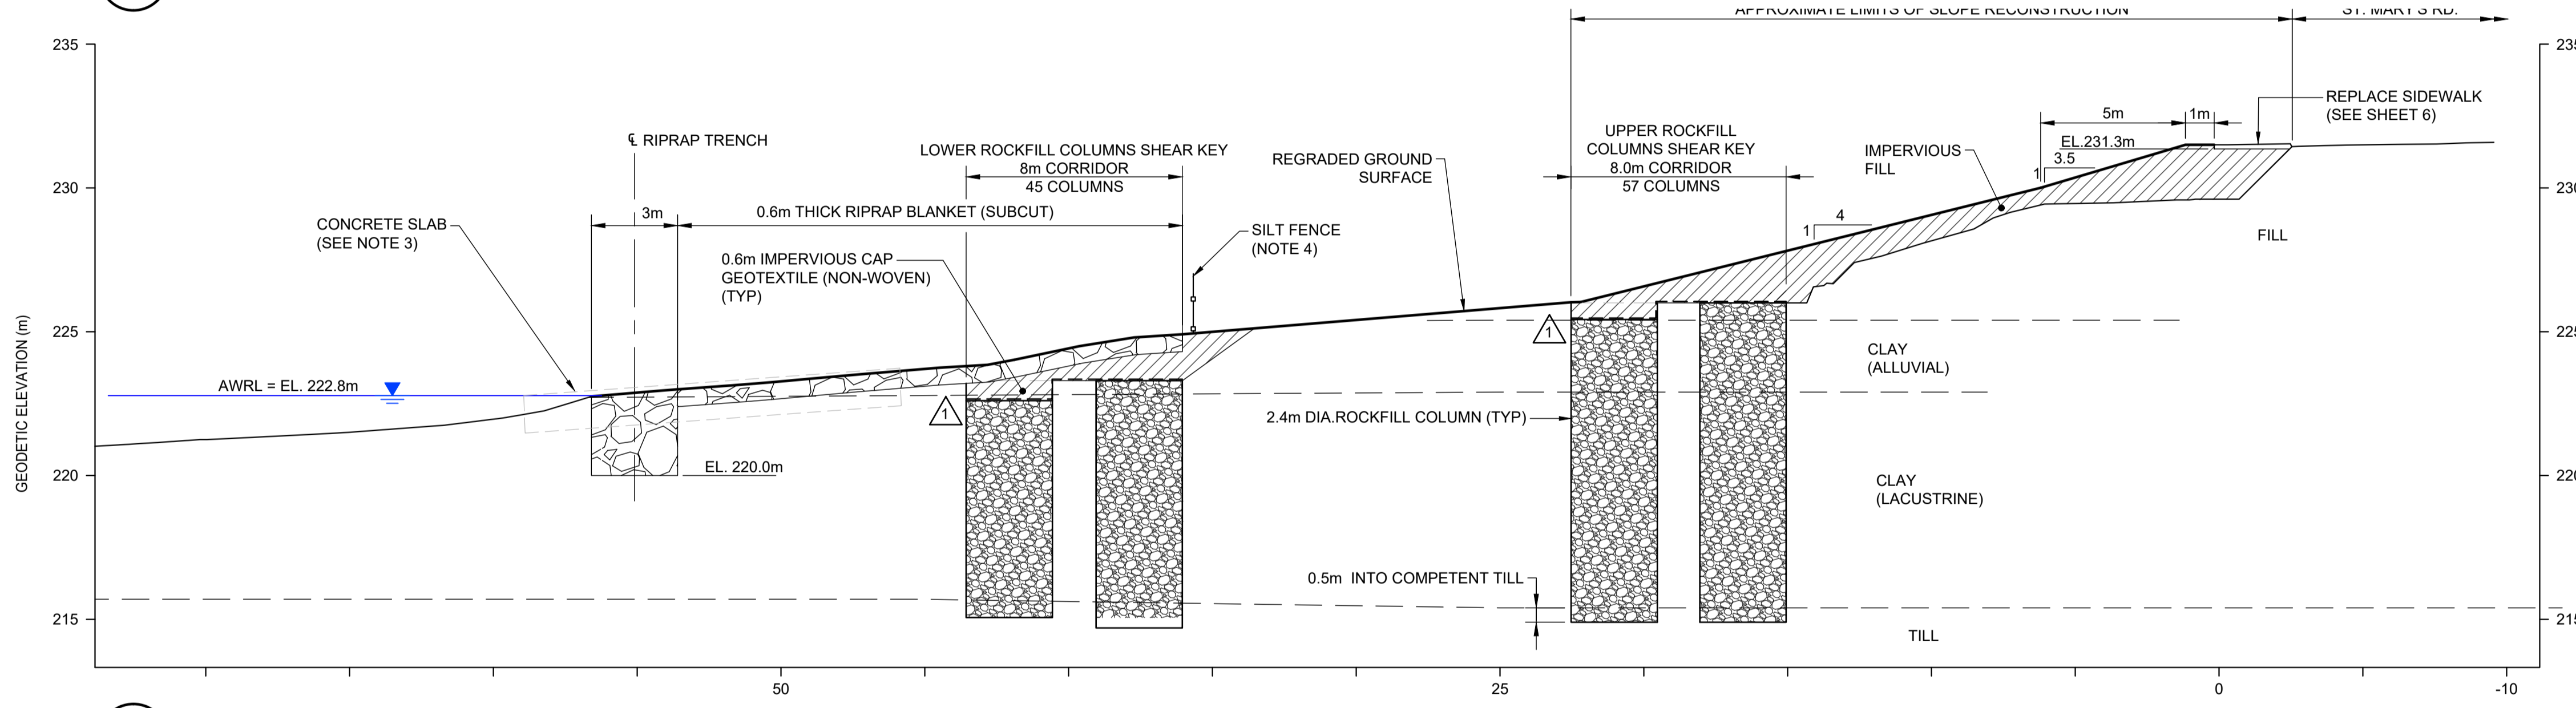 APPROXIMATE LIMITS OF SLOPE RECONSTRUCTION
ST. MARY'S RD.
235
230
225
220
215
GEODETIC ELEVATION (m)
℄ RIPRAP TRENCH
LOWER ROCKFILL COLUMNS SHEAR KEY
8m CORRIDOR
45 COLUMNS
3m
0.6m THICK RIPRAP BLANKET (SUBCUT)
CONCRETE SLAB
(SEE NOTE 3)
0.6m IMPERVIOUS CAP
GEOTEXTILE (NON-WOVEN)
(TYP)
SILT FENCE
(NOTE 4)
REGRADED GROUND
SURFACE
UPPER ROCKFILL
COLUMNS SHEAR KEY
8.0m CORRIDOR
57 COLUMNS
IMPERVIOUS
FILL
5m
1m
EL.231.3m
3.5
1
4
1
REPLACE SIDEWALK
(SEE SHEET 6)
FILL
AWRL = EL. 222.8m
1
1
EL. 220.0m
CLAY
(ALLUVIAL)
2.4m DIA.ROCKFILL COLUMN (TYP)
CLAY
(LACUSTRINE)
0.5m INTO COMPETENT TILL
TILL
50
25
0
-10